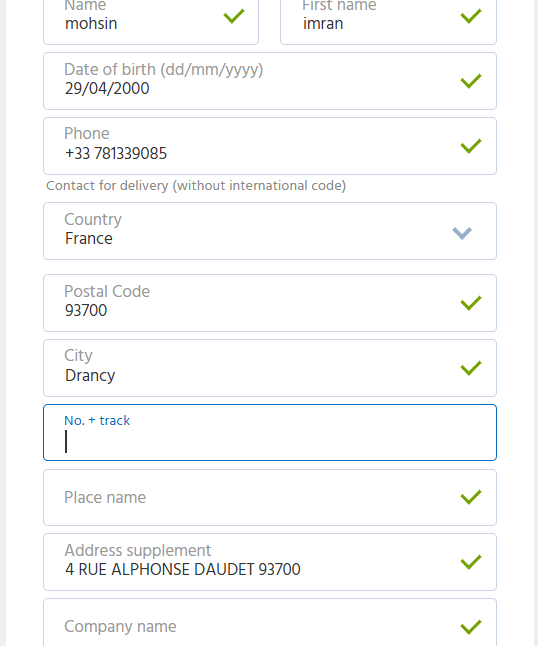 Name
First name
mohsin
imran
Date of birth (dd/mm/yyyy)
29/04/2000
Phone
+33 781339085
Contact for delivery (without international code)
Country
France
Postal Code
93700
City
Drancy
No. + track
Place name
Address supplement
4 RUE ALPHONSE DAUDET 93700
Company name